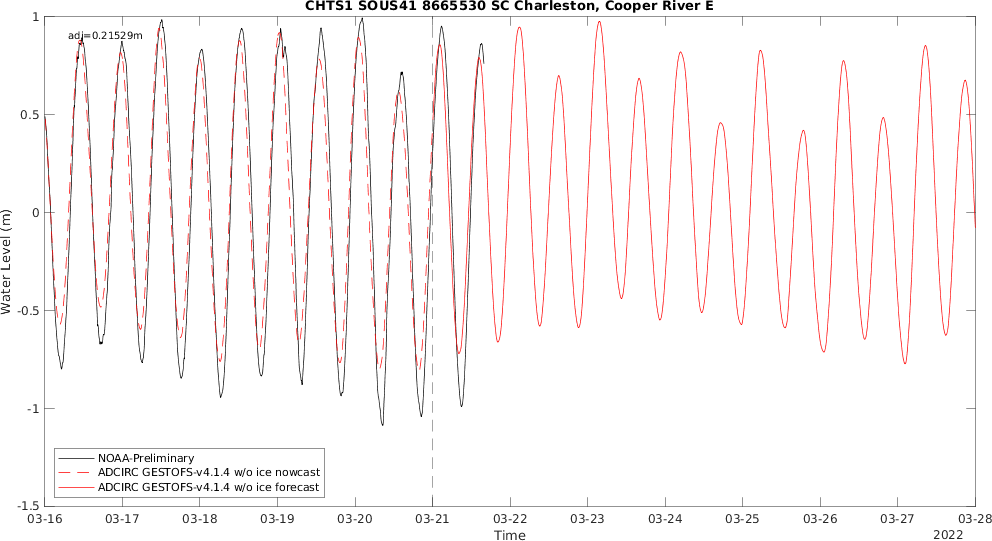 CHTS1 SOUS41 8665530 SC Charleston, Cooper River E
adj=0.21529m
1
0.5
0
-0.5
-1
-1.5
Water Level (m)
NOAA-Preliminary
ADCIRC GESTOFS-v4.1.4 w/o ice nowcast
ADCIRC GESTOFS-v4.1.4 w/o ice forecast
03-16 03-17 03-18 03-19 03-20 03-21 03-22 03-23 03-24 03-25 03-26 03-27 03-28
Time
2022